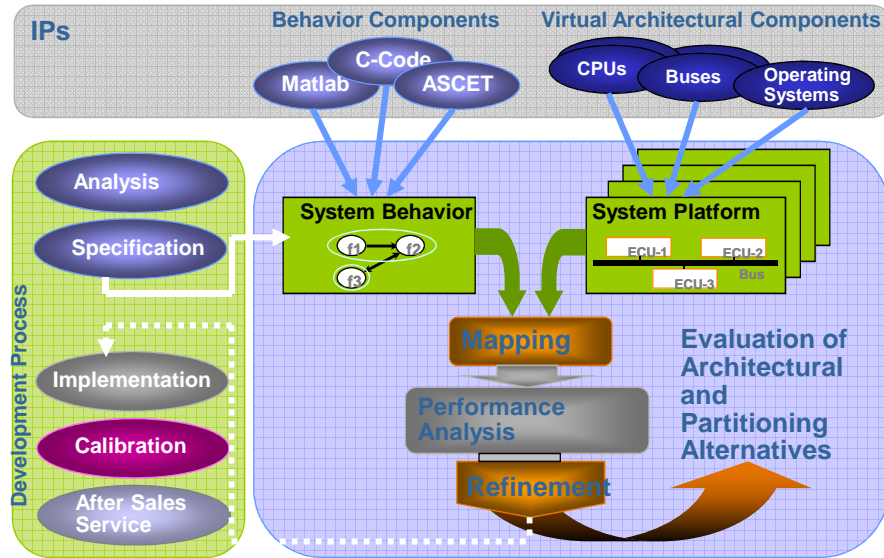 IPs
Behavior Components
Virtual Architectural Components
C-Code
Matlab
ASCET
CPUs
Buses
Operating
Systems
Development Process
Analysis
Specification
Implementation
Calibration
After Sales
Service
System Behavior
f1
f2
f3
System Platform
ECU-1
ECU-2
Bus
ECU-3
Mapping
Performance
Analysis
Refinement
Evaluation of
Architectural
and
Partitioning
Alternatives